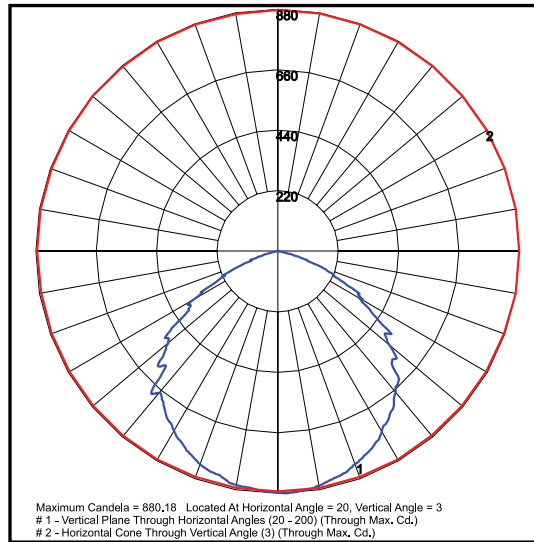 880
660
2
440
220
1
Maximum Candela = 880.18 Located At Horizontal Angle = 20, Vertical Angle = 3
# 1 - Vertical Plane Through Horizontal Angles (20 - 200) (Through Max. Cd.)
# 2 - Horizontal Cone Through Vertical Angle (3) (Through Max. Cd.)